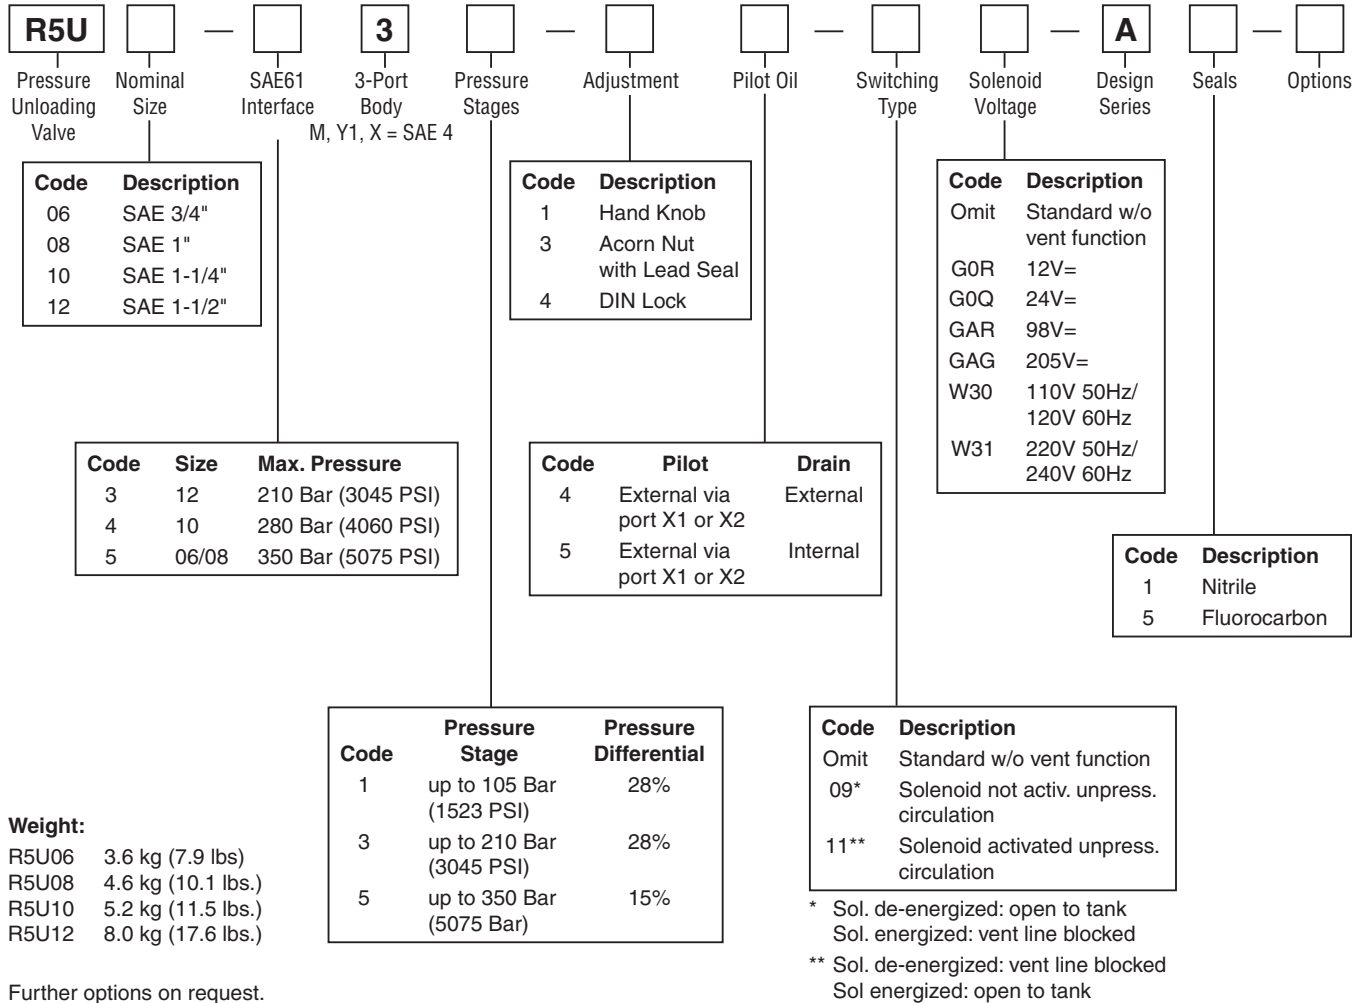 R5U — 3 — — — A —
Pressure Unloading Valve
Nominal Size
SAE61 Interface
3-Port Body
M, Y1, X = SAE 4
Pressure Stages
Adjustment
Pilot Oil
Switching Type
Solenoid Voltage
Design Series
Seals
Options
Code Description
06 SAE 3/4"
08 SAE 1"
10 SAE 1-1/4"
12 SAE 1-1/2"
Code Description
1 Hand Knob
3 Acorn Nut
with Lead Seal
4 DIN Lock
Code Description
Omit Standard w/o
vent function
G0R 12V=
G0Q 24V=
GAR 98V=
GAG 205V=
W30 110V 50Hz/
120V 60Hz
W31 220V 50Hz/
240V 60Hz
Code Size Max. Pressure
3 12 210 Bar (3045 PSI)
4 10 280 Bar (4060 PSI)
5 06/08 350 Bar (5075 PSI)
Code Pilot Drain
4 External via External
port X1 or X2
5 External via Internal
port X1 or X2
Code Description
1 Nitrile
5 Fluorocarbon
Pressure Pressure
Code Stage Differential
1 up to 105 Bar 28%
(1523 PSI)
3 up to 210 Bar 28%
(3045 PSI)
5 up to 350 Bar 15%
(5075 Bar)
Code Description
Omit Standard w/o vent function
09* Solenoid not activ. unpress.
circulation
11** Solenoid activated unpress.
circulation
* Sol. de-energized: open to tank
Sol. energized: vent line blocked
** Sol. de-energized: vent line blocked
Sol energized: open to tank
Weight:
R5U06 3.6 kg (7.9 lbs)
R5U08 4.6 kg (10.1 lbs.)
R5U10 5.2 kg (11.5 lbs.)
R5U12 8.0 kg (17.6 lbs.)
Further options on request.